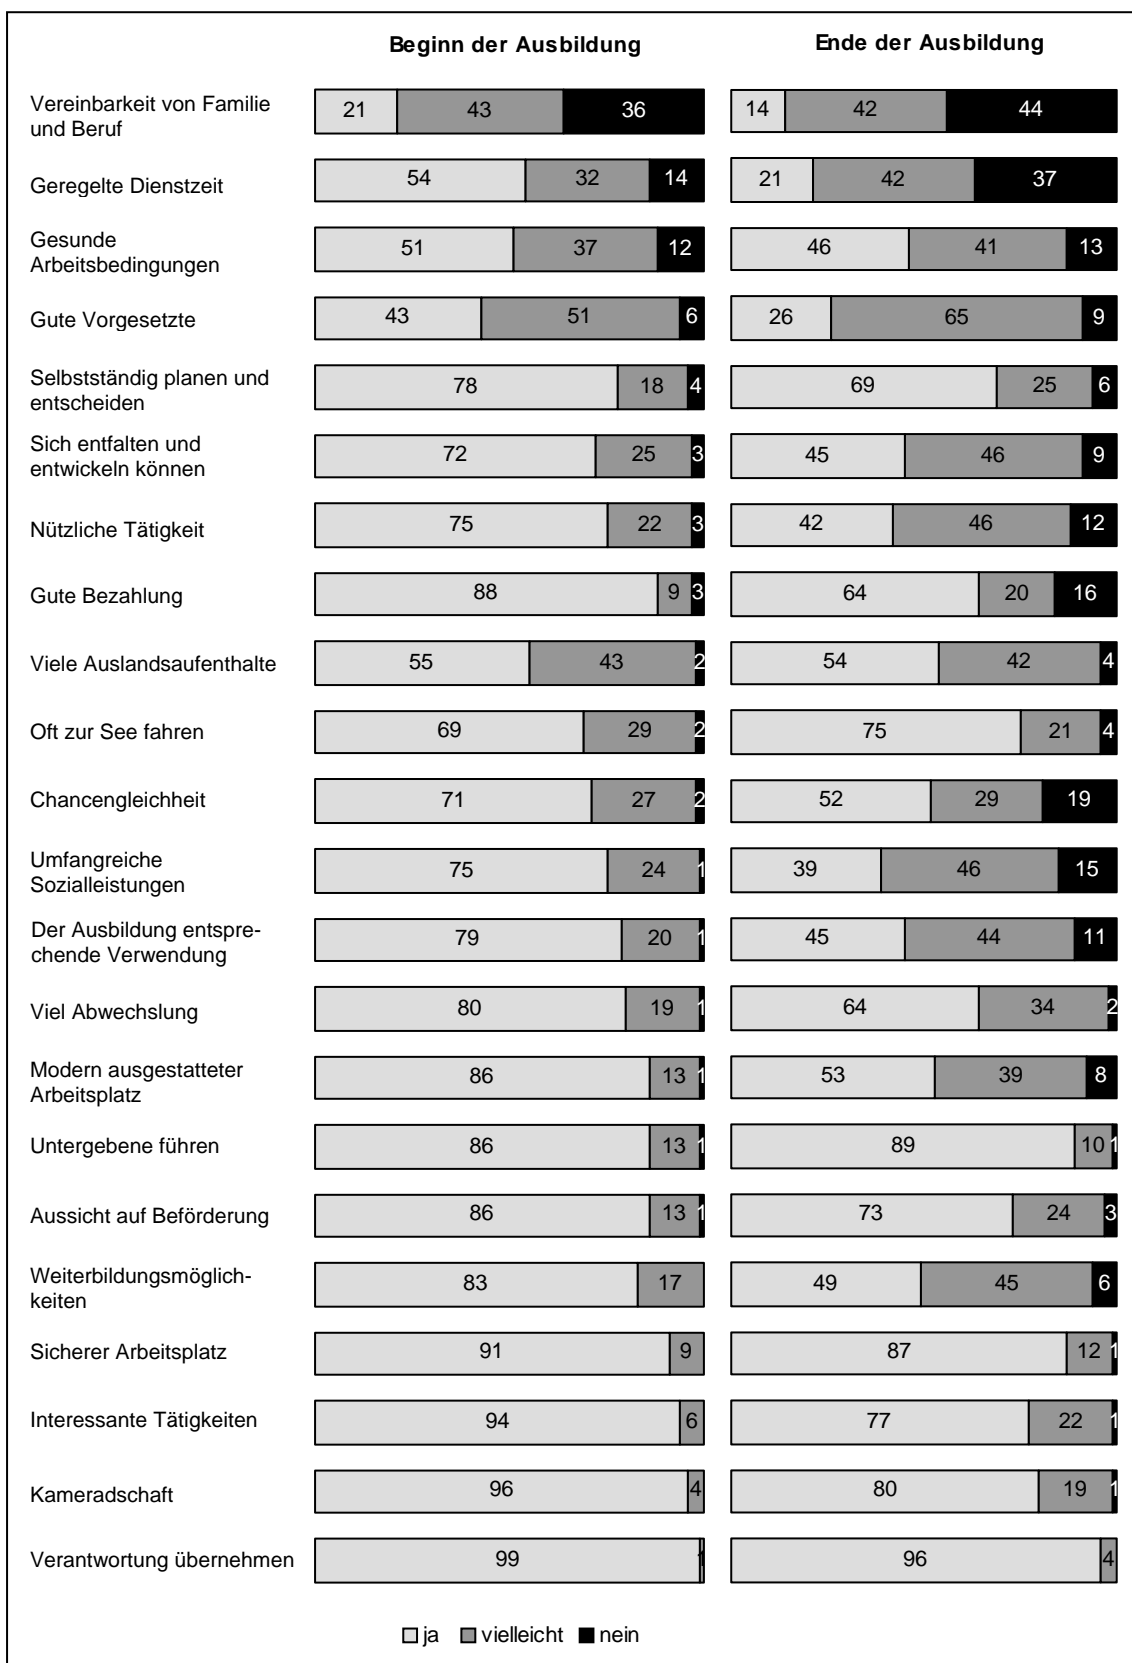 Beginn der Ausbildung Ende der Ausbildung
Vereinbarkeit von Familie
und Beruf
21 43 36 14 42 44
Geregelte Dienstzeit 54 32 14 21 42 37
Gesunde
Arbeitsbedingungen
51 37 12 46 41 13
Gute Vorgesetzte 43 51 6 26 65 9
Selbstständig planen und
entscheiden
78 18 4 69 25 6
Sich entfalten und
entwickeln können
72 25 3 45 46 9
Nützliche Tätigkeit 75 22 3 42 46 12
Gute Bezahlung 88 9 3 64 20 16
Viele Auslandsaufenthalte 55 43 2 54 42 4
Oft zur See fahren 69 29 2 75 21 4
Chancengleichheit 71 27 2 52 29 19
Umfangreiche
Sozialleistungen
75 24 1 39 46 15
Der Ausbildung entspre-
chende Verwendung
79 20 1 45 44 11
Viel Abwechslung 80 19 1 64 34 2
Modern ausgestatteter
Arbeitsplatz
86 13 1 53 39 8
Untergebene führen 86 13 1 89 10 1
Aussicht auf Beförderung 86 13 1 73 24 3
Weiterbildungsmöglich-
keiten
83 17 49 45 6
Sicherer Arbeitsplatz 91 9 87 12 1
Interessante Tätigkeiten 94 6 77 22 1
Kameradschaft 96 4 80 19 1
Verantwortung übernehmen 99 1 96 4
ja vielleicht nein